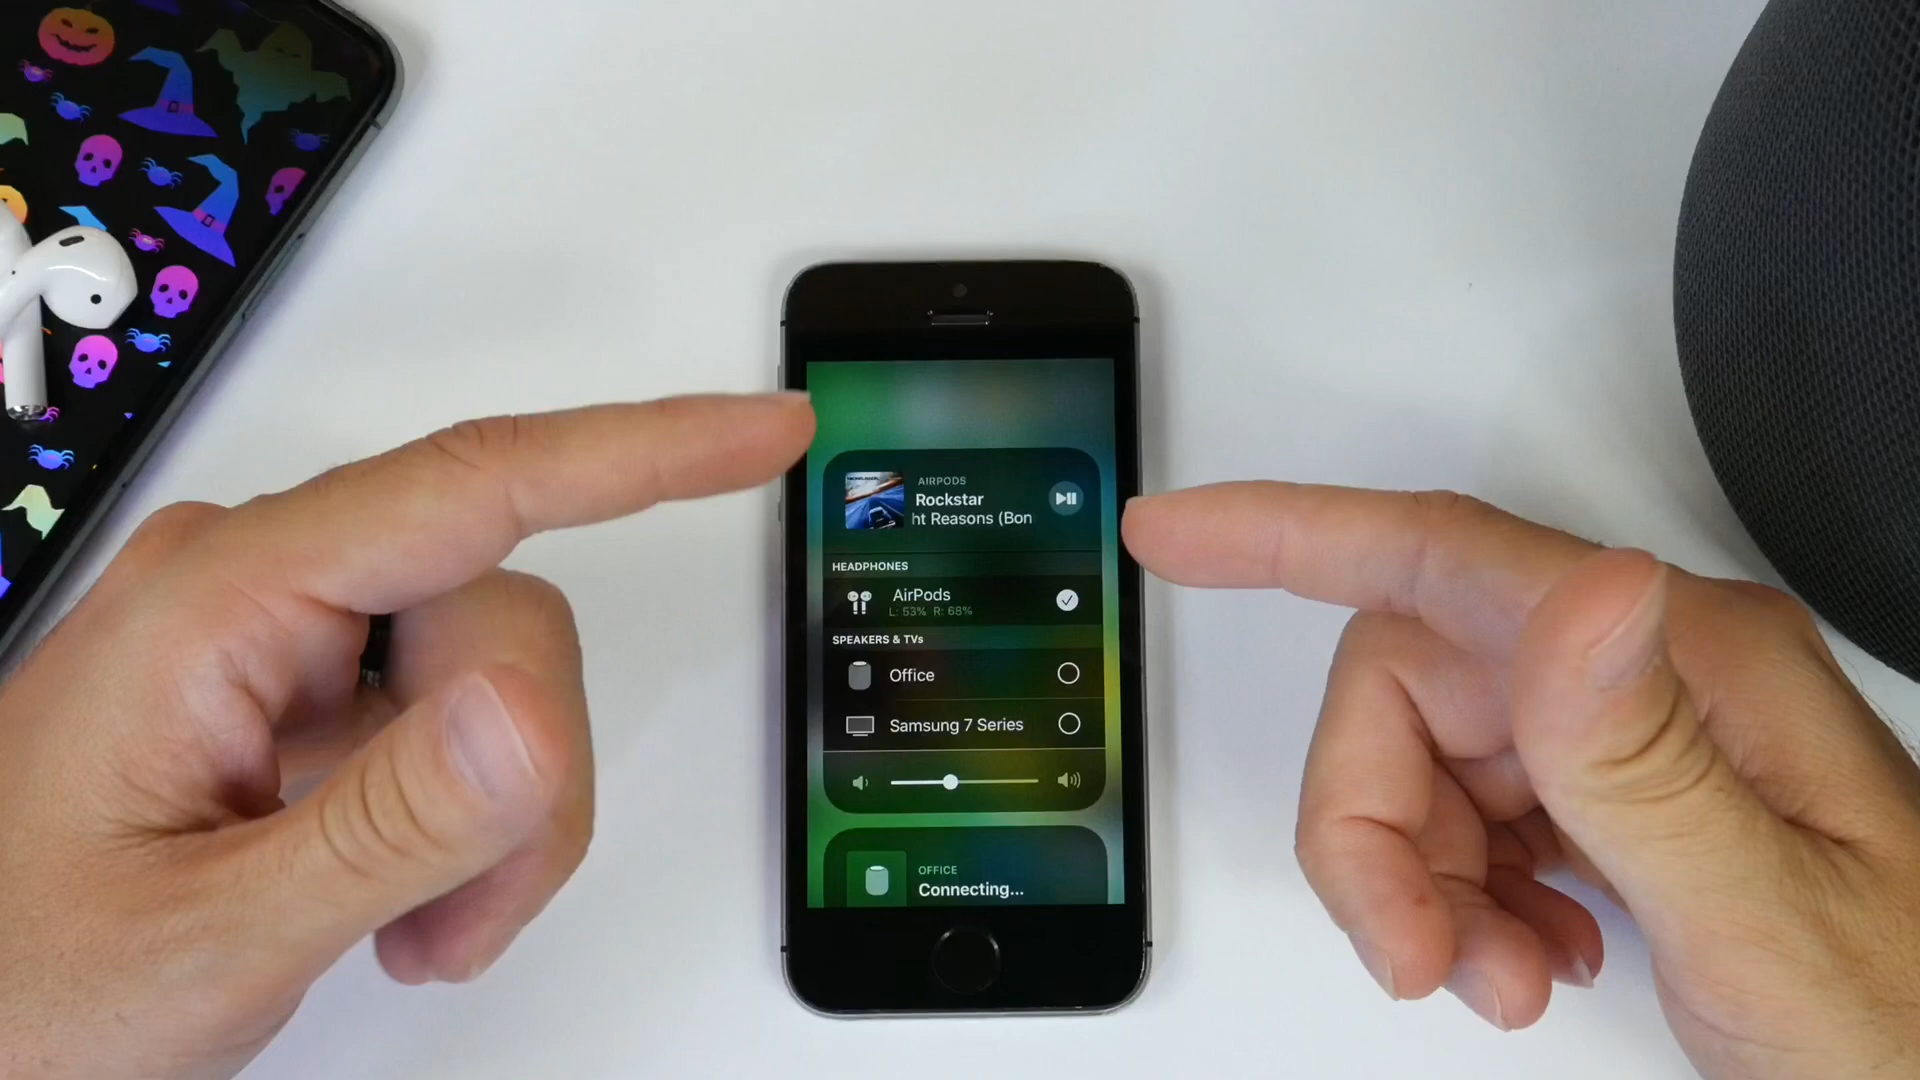 AIRPODS
Rockstar
ht Reasons (Bon
HEADPHONES
AirPods
L: 53% R: 68%
SPEAKERS & TVs
Office
Samsung 7 Series
OFFICE
Connecting...